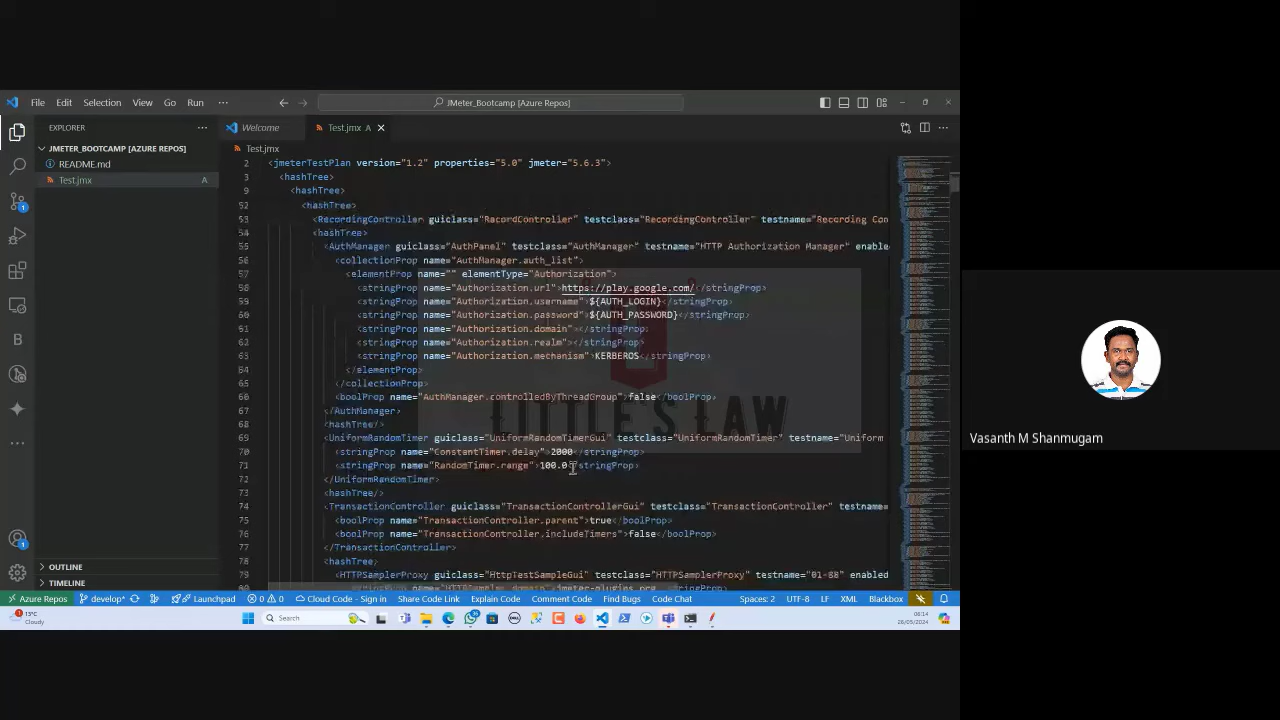 File Edit Selection View Go Run ···
JMeter_Bootcamp [Azure Repos]
EXPLORER
Welcome
Test.jmx A
JMETER_BOOTCAMP [AZURE REPOS]
README.md
Test.jmx A
Test.jmx
2 <jmeterTestPlan version="1.2" properties="5.0" jmeter="5.6.3">
3 <hashTree>
<hashTree>
52 <hashTree>
<RecordingController guiclass="RecordController" testclass="RecordingController" testname="Recording Con
54 <hashTree>
55 <AuthManager guiclass="AuthPanel" testclass="AuthManager" testname="HTTP Authorization Manager" enable
56 <collectionProp name="AuthManager.auth_list">
57 <elementProp name="" elementType="Authorization">
58 <stringProp name="Authorization.url">https://play.
59 <stringProp name="Authorization.username">${AUTH_LOGIN}</stringProp>
60 <stringProp name="Authorization.password">${AUTH_PASSWORD}</stringProp>
61 <stringProp name="Authorization.domain"></stringProp>
62 <stringProp name="Authorization.realm"></stringProp>
63 <stringProp name="Authorization.mechanism">KERBEROS</stringProp>
64 </elementProp>
65 </collectionProp>
66 <boolProp name="AuthManager.controlledByThreadGroup">false</boolProp>
67 </AuthManager>
68 <hashTree/>
69 <UniformRandomTimer guiclass="UniformRandomTimerGui" testclass="UniformRandomTimer" testname="Uniform
70 <stringProp name="ConstantTimer.delay">2000</stringProp>
71 <stringProp name="RandomTimer.range">100.0</stringProp>
72 </UniformRandomTimer>
73 <hashTree/>
74 <TransactionController guiclass="TransactionControllerGui" testclass="TransactionController" testname=
75 <boolProp name="TransactionController.parent">true</boolProp>
76 <boolProp name="TransactionController.includeTimers">false</boolProp>
77 </TransactionController>
78 <hashTree>
79 <HTTPSamplerProxy guiclass="HttpTestSampleGui" testclass="HTTPSamplerProxy" testname="01-80" enabled
LAW
Vasanth M Shanmugam
OUTLINE
TIMELINE
Azure Repos develop* Launchpad 0 0 Cloud Code - Sign in Share Code Link Explain Code Comment Code Find Bugs Code Chat Spaces: 2 UTF-8 LF XML Blackbox
13°C
Cloudy
Search
06:14
26/05/2024